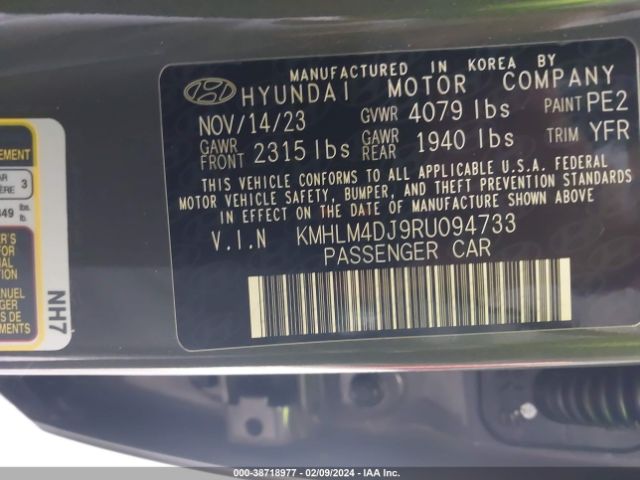 MANUFACTURED IN KOREA BY
HYUNDAI MOTOR COMPANY
NOV/14/23 GVWR 4079 lbs PAINT PE2
GAWR FRONT 2315 lbs GAWR REAR 1940 lbs TRIM YFR
THIS VEHICLE CONFORMS TO ALL APPLICABLE U.S.A. FEDERAL
MOTOR VEHICLE SAFETY, BUMPER, AND THEFT PREVENTION STANDARDS
IN EFFECT ON THE DATE OF MANUFACTURE SHOWN ABOVE.
V.I.N KMHLM4DJ9RU094733
PASSENGER CAR
3
lbs.
lb.
NH7
000-38718977 - 02/09/2024 - IAA Inc.